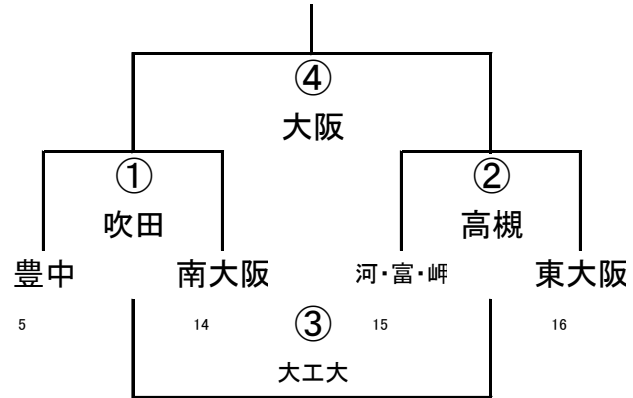 ④
大阪
① ②
吹田 高槻
豊中 南大阪 河・富・岬 東大阪
5 14 ③ 15 16
大工大